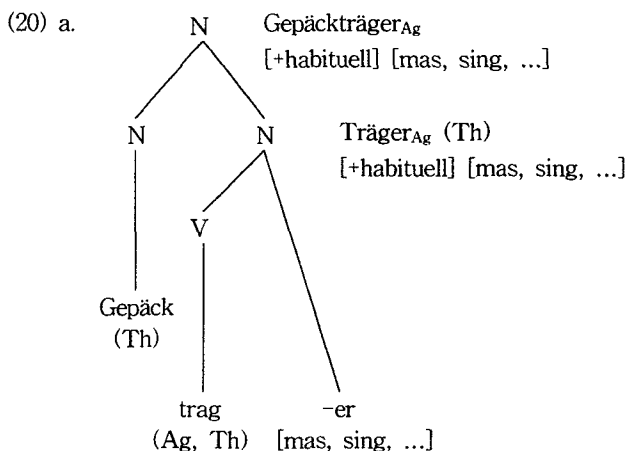 (20) a. N Gepäckträger_Ag
[+habituell] [mas, sing, ...]
N N Träger_Ag (Th)
[+habituell] [mas, sing, ...]
V
Gepäck
(Th)
trag -er
(Ag, Th) [mas, sing, ...]